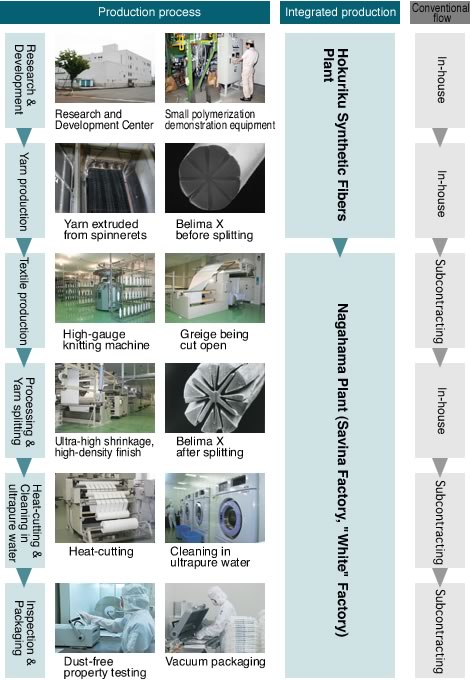 Production process
Integrated production
Conventional
flow
Research &
Development
Research and
Development Center
Small polymerization
demonstration equipment
Hokuriku Synthetic Fibers
Plant
In-house
Yarn production
Yarn extruded
from spinnerets
Belima X
before splitting
In-house
Textile production
High-gauge
knitting machine
Greige being
cut open
Nagahama Plant (Savina Factory, "White" Factory)
Subcontracting
Processing &
Yarn splitting
Ultra-high shrinkage,
high-density finish
Belima X
after splitting
In-house
Heat-cutting &
Cleaning in
ultrapure water
Heat-cutting
Cleaning in
ultrapure water
Subcontracting
Inspection &
Packaging
Dust-free
property testing
Vacuum packaging
Subcontracting